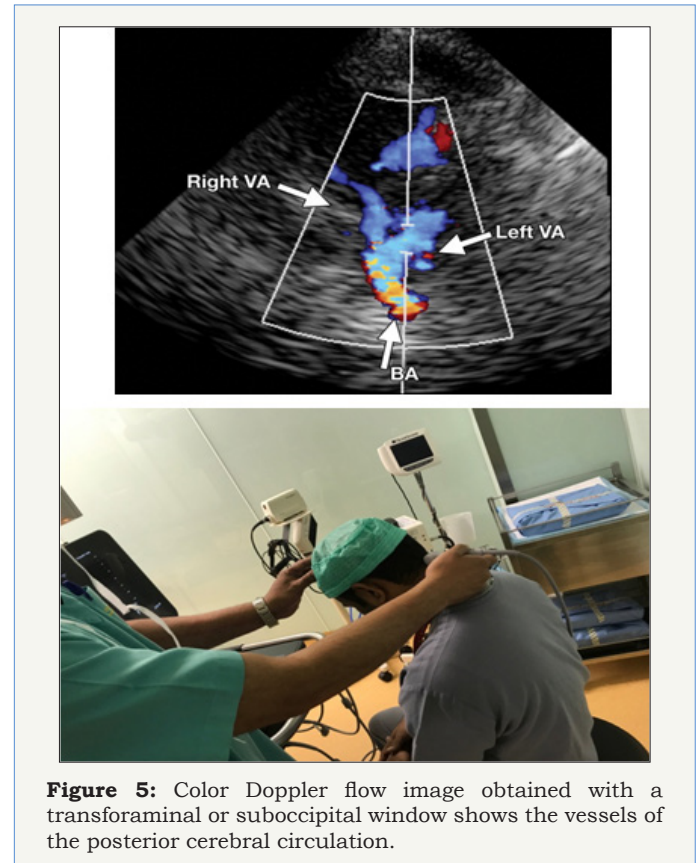 Right VA
Left VA
BA
Figure 5: Color Doppler flow image obtained with a
transforaminal or suboccipital window shows the vessels of
the posterior cerebral circulation.